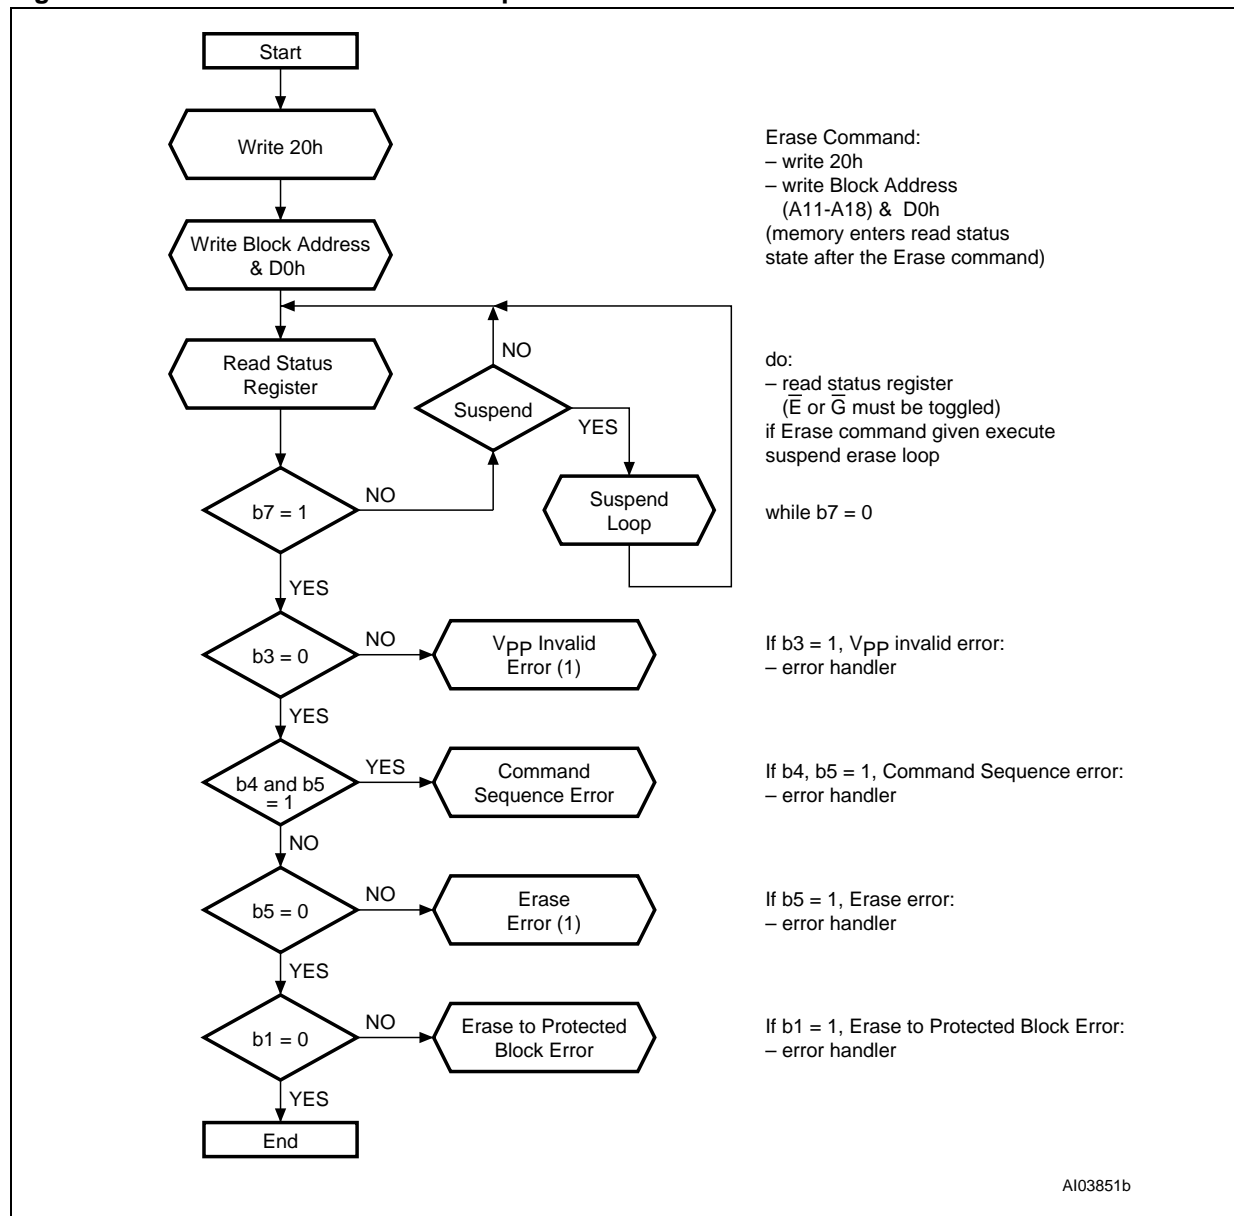 Start
Write 20h
Erase Command:
– write 20h
– write Block Address
(A11-A18) & D0h
(memory enters read status
state after the Erase command)
Write Block Address
& D0h
NO
Read Status
Register
Suspend
YES
do:
– read status register
(E̅ or G̅ must be toggled)
if Erase command given execute
suspend erase loop
b7 = 1
NO
Suspend
Loop
while b7 = 0
YES
b3 = 0
NO
VPP Invalid
Error (1)
If b3 = 1, VPP invalid error:
– error handler
YES
b4 and b5
= 1
YES
Command
Sequence Error
If b4, b5 = 1, Command Sequence error:
– error handler
NO
b5 = 0
NO
Erase
Error (1)
If b5 = 1, Erase error:
– error handler
YES
b1 = 0
NO
Erase to Protected
Block Error
If b1 = 1, Erase to Protected Block Error:
– error handler
YES
End
AI03851b